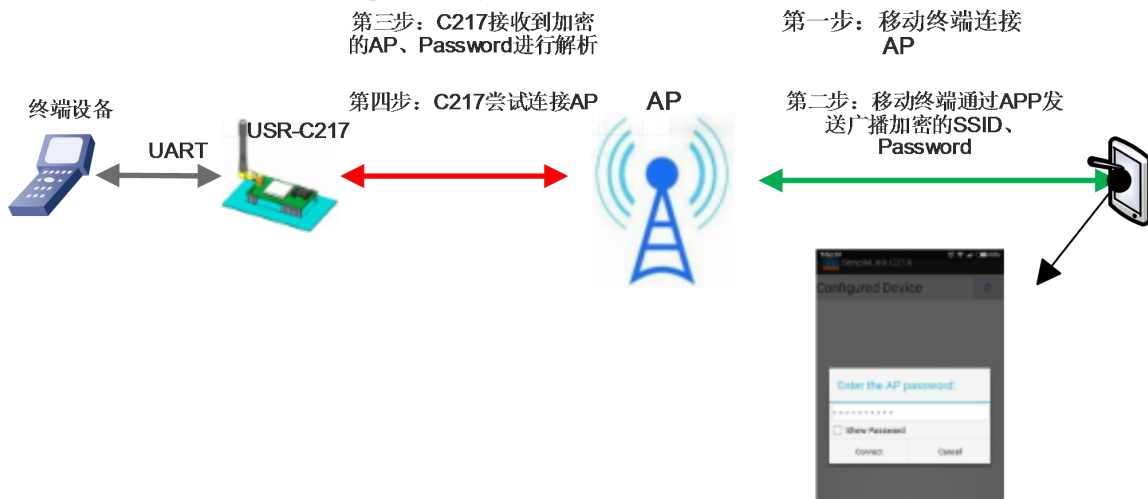 第三步：C217接收到加密
的AP、Password进行解析
第一步：移动终端连接
AP
终端设备
第四步：C217尝试连接AP
AP
第二步：移动终端通过APP发
送广播加密的SSID、
Password
USR-C217
UART
SimpleLink C21X
Configured Device
Enter the AP password:
Show Password
Connect
Cancel